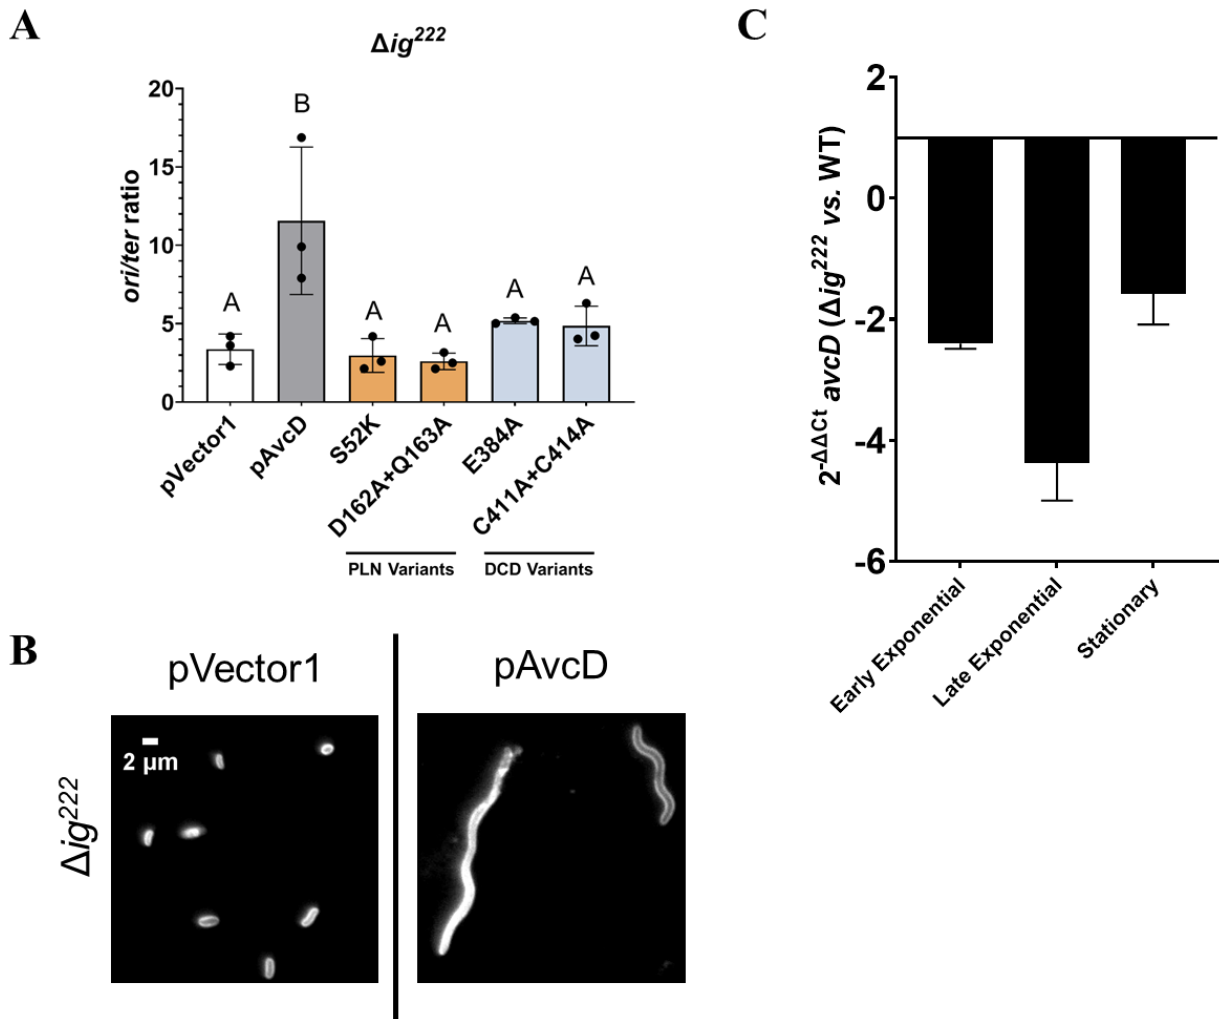 A
Δig²²²
ori/ter ratio
20
15
10
5
0
A
B
A
A
A
A
pVector1
pAvcD
S52K
D162A+Q163A
E384A
C411A+C414A
PLN Variants
DCD Variants
B
pVector1
pAvcD
Δig²²²
2 μm
C
2^-ΔΔCt avcD (Δig²²² vs. WT)
2
0
-2
-4
-6
Early Exponential
Late Exponential
Stationary